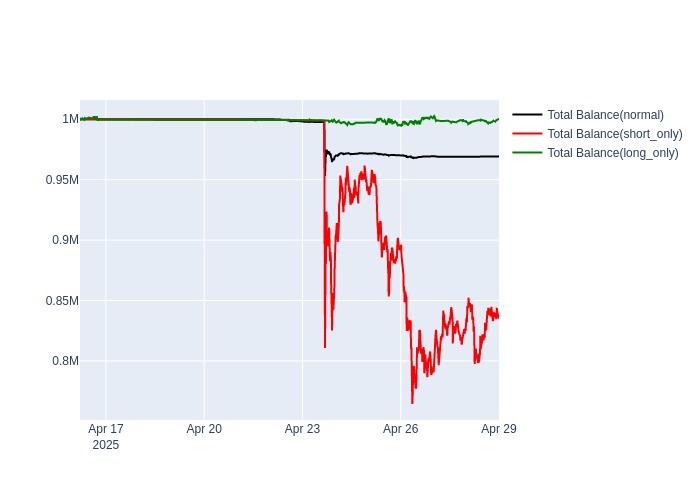 Total Balance(normal)
Total Balance(short_only)
Total Balance(long_only)
1M
0.95M
0.9M
0.85M
0.8M
Apr 17
2025
Apr 20
Apr 23
Apr 26
Apr 29